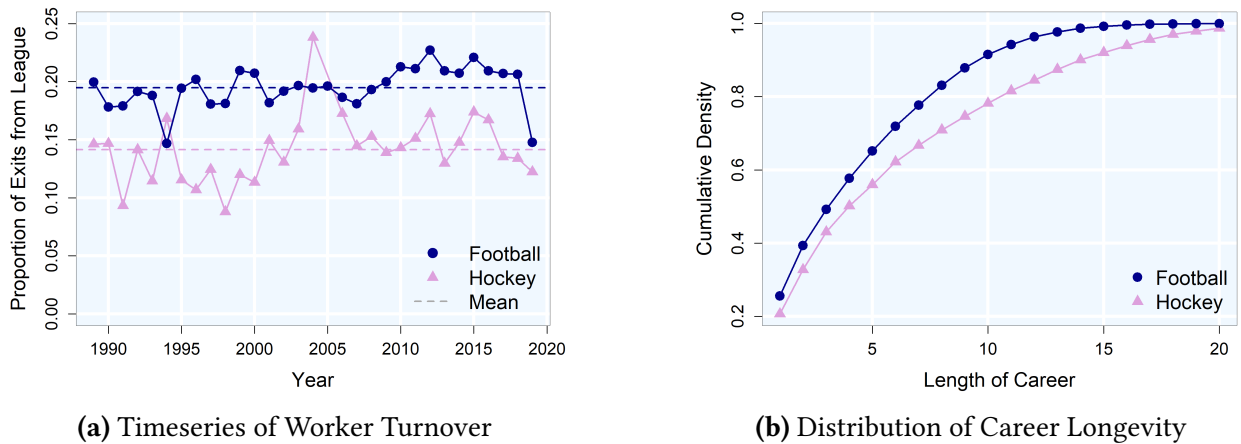 Proportion of Exits from League
0.25
0.20
0.15
0.10
0.05
0.00
Football
Hockey
Mean
1990 1995 2000 2005 2010 2015 2020
Year
(a) Timeseries of Worker Turnover
Cumulative Density
1.0
0.8
0.6
0.4
0.2
Football
Hockey
5 10 15 20
Length of Career
(b) Distribution of Career Longevity